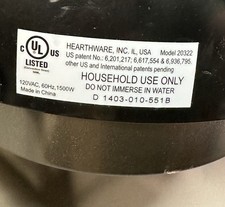 HEARTHWARE, INC. IL, USA Model 20322
US patent No.: 6,201,217; 6,617,554 & 6,936,795.
other US and International patents pending
C UL US
LISTED
120VAC, 60Hz, 1500W
Made in China
HOUSEHOLD USE ONLY
DO NOT IMMERSE IN WATER
D 1403-010-551B